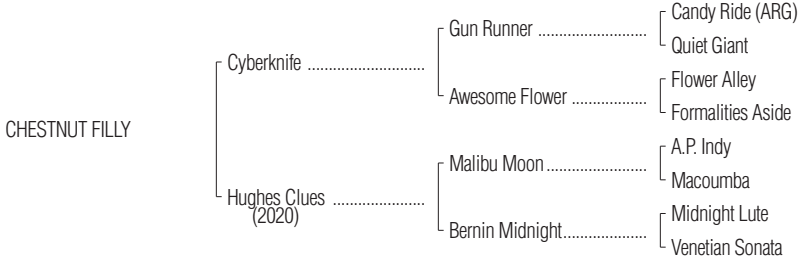 Candy Ride (ARG)
Gun Runner ........................
Quiet Giant
Cyberknife ..........................
Flower Alley
Awesome Flower ..................
Formalities Aside
CHESTNUT FILLY
A.P. Indy
Malibu Moon ........................
Macoumba
Hughes Clues ....................
(2020)
Midnight Lute
Bernin Midnight....................
Venetian Sonata